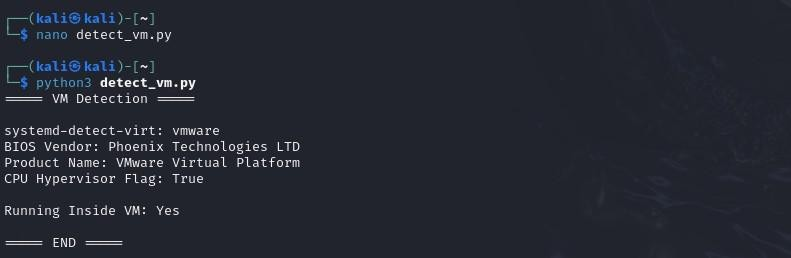 ┌──(kali㉿kali)-[~]
└─$ nano detect_vm.py
┌──(kali㉿kali)-[~]
└─$ python3 detect_vm.py
===== VM Detection =====
systemd-detect-virt: vmware
BIOS Vendor: Phoenix Technologies LTD
Product Name: VMware Virtual Platform
CPU Hypervisor Flag: True
Running Inside VM: Yes
===== END =====